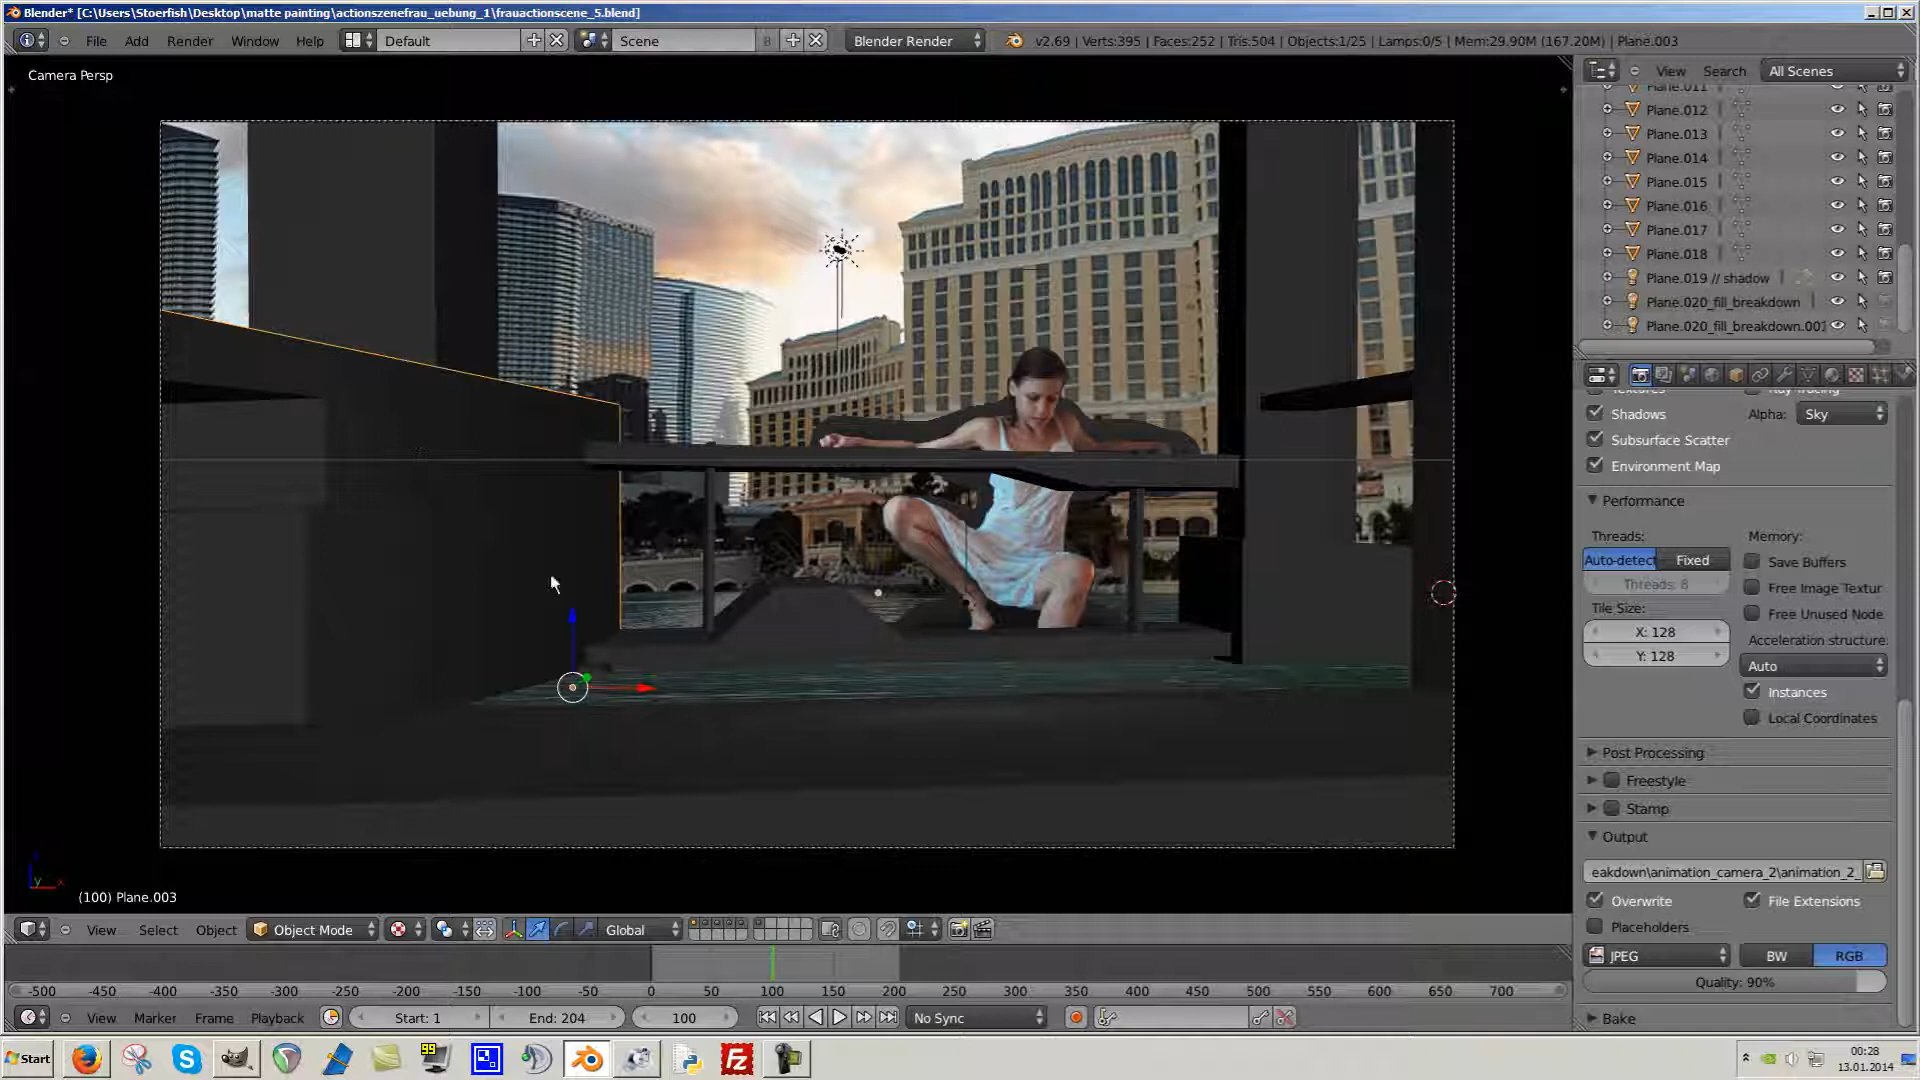 Blender* [C:\Users\Stoerfish\Desktop\matte painting\actionszenefrau_uebung_1\frauactionscene_5.blend]
File Add Render Window Help Default Scene Blender Render v2.69 | Verts:395 | Faces:252 | Tris:504 | Objects:1/25 | Lamps:0/5 | Mem:29.90M (167.20M) | Plane.003
Camera Persp
View Search All Scenes
Plane.011
Plane.012
Plane.013
Plane.014
Plane.015
Plane.016
Plane.017
Plane.018
Plane.019 // shadow
Plane.020_fill_breakdown
Plane.020_fill_breakdown.00
Textures Ray Tracing
Shadows Alpha: Sky
Subsurface Scatter
Environment Map
Performance
Threads: Memory:
Auto-detect Fixed Save Buffers
Threads: 8 Free Image Textur
Tile Size: Free Unused Node
X: 128 Acceleration structure:
Y: 128 Auto
Instances
Local Coordinates
Post Processing
Freestyle
Stamp
Output
eakdown\animation_camera_2\animation_2_
Overwrite File Extensions
Placeholders
JPEG BW RGB
Quality: 90%
Bake
(100) Plane.003
View Select Object Object Mode Global
-500 -450 -400 -350 -300 -250 -200 -150 -100 -50 0 50 100 150 200 250 300 350 400 450 500 550 600 650 700
View Marker Frame Playback Start: 1 End: 204 100 No Sync
Start 99 00:28
13.01.2014